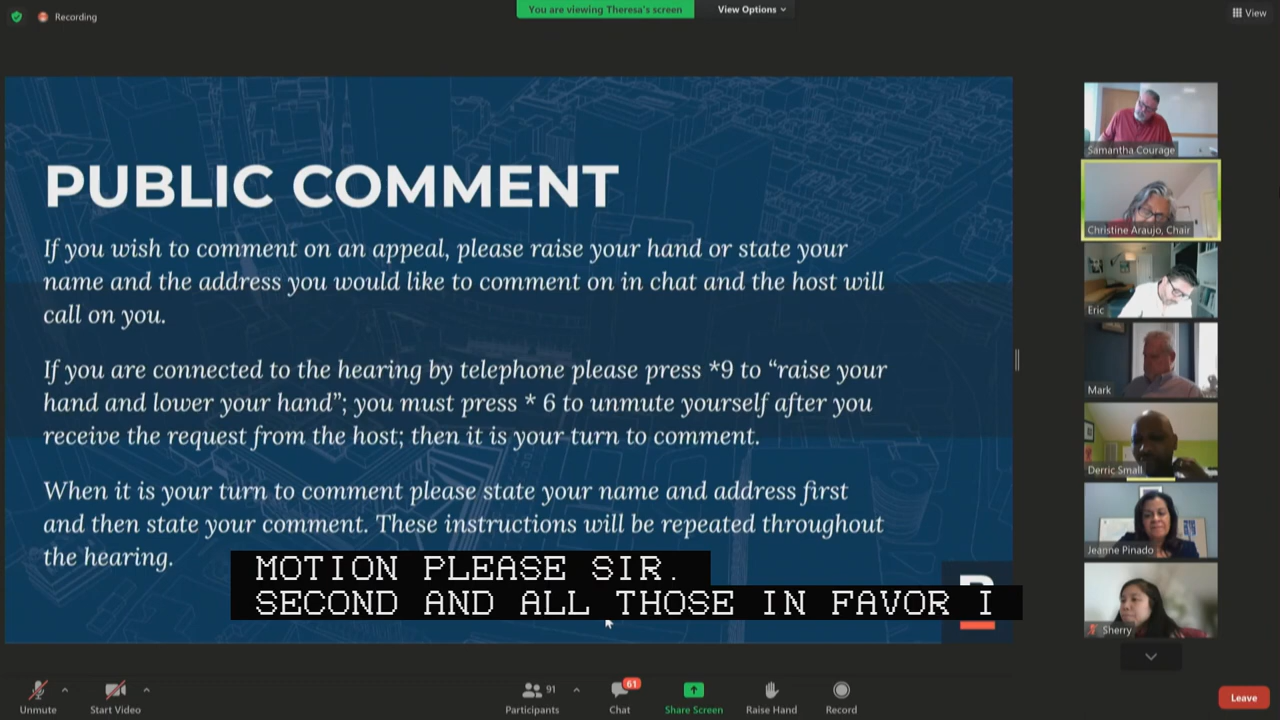 Recording
You are viewing Theresa's screen
View Options
View
PUBLIC COMMENT
If you wish to comment on an appeal, please raise your hand or state your
name and the address you would like to comment on in chat and the host will
call on you.
If you are connected to the hearing by telephone please press *9 to “raise your
hand and lower your hand”; you must press * 6 to unmute yourself after you
receive the request from the host; then it is your turn to comment.
When it is your turn to comment please state your name and address first
and then state your comment. These instructions will be repeated throughout
the hearing.
MOTION PLEASE SIR.
SECOND AND ALL THOSE IN FAVOR I
B
Samantha Courage
Christine Araujo, Chair
Eric
Mark
Derric Small
Jeanne Pinado
Sherry
Unmute
Start Video
91
Participants
61
Chat
Share Screen
Raise Hand
Record
Leave